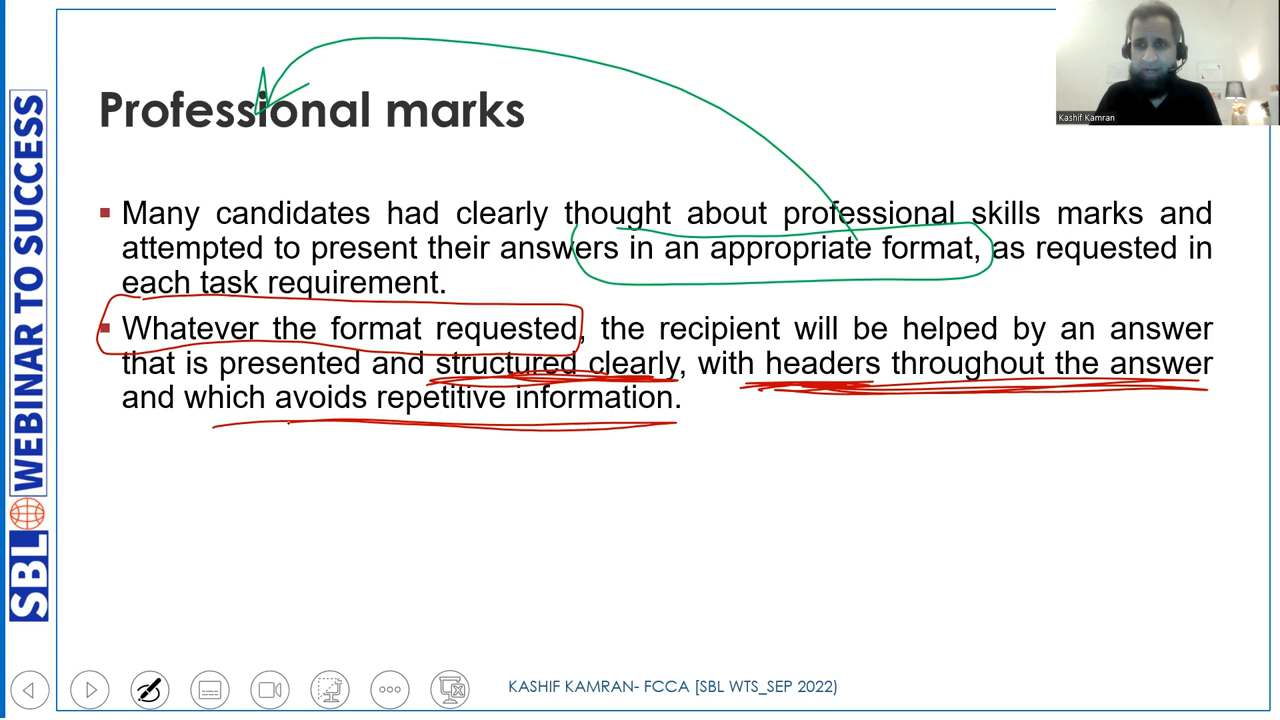 Professional marks
Kashif Kamran
Many candidates had clearly thought about professional skills marks and
attempted to present their answers in an appropriate format, as requested in
each task requirement.
Whatever the format requested, the recipient will be helped by an answer
that is presented and structured clearly, with headers throughout the answer
and which avoids repetitive information.
SBL WEBINAR TO SUCCESS
KASHIF KAMRAN- FCCA [SBL WTS_SEP 2022)